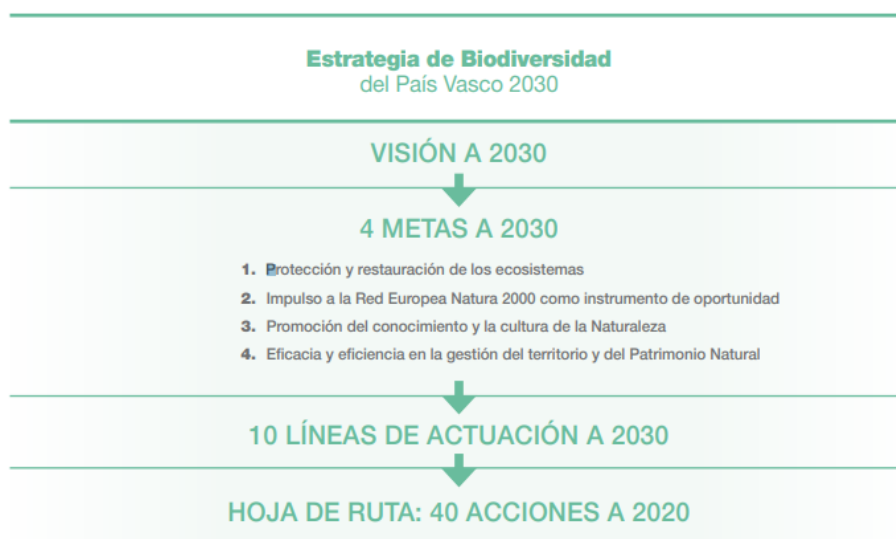 Estrategia de Biodiversidad
del País Vasco 2030
VISIÓN A 2030
4 METAS A 2030
1. Protección y restauración de los ecosistemas
2. Impulso a la Red Europea Natura 2000 como instrumento de oportunidad
3. Promoción del conocimiento y la cultura de la Naturaleza
4. Eficacia y eficiencia en la gestión del territorio y del Patrimonio Natural
10 LÍNEAS DE ACTUACIÓN A 2030
HOJA DE RUTA: 40 ACCIONES A 2020